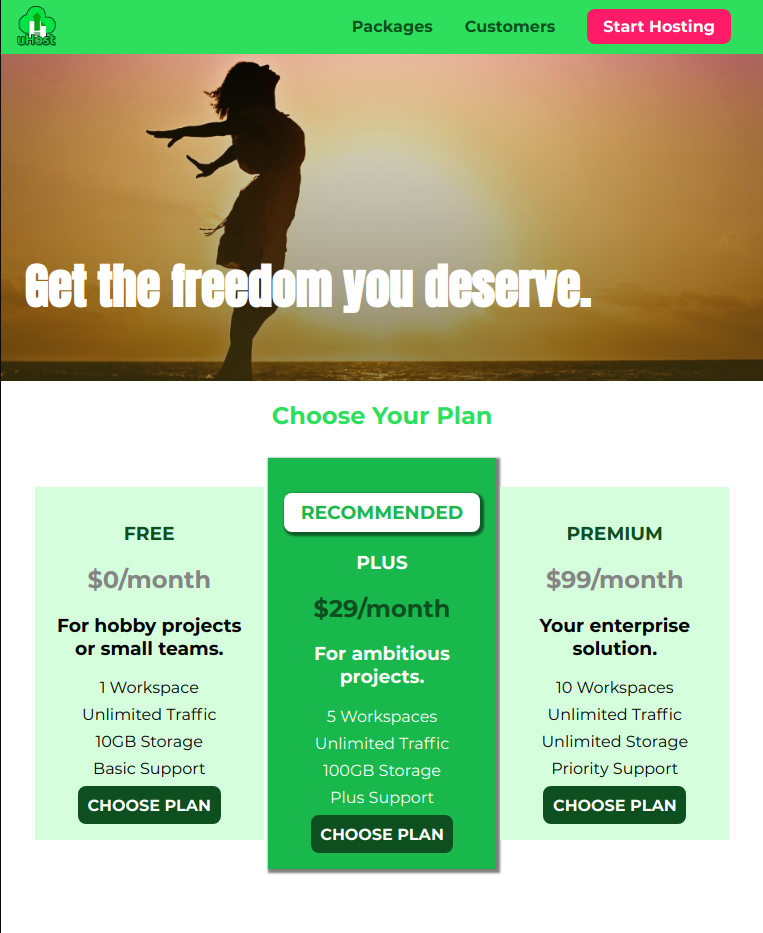 uHost
Packages Customers Start Hosting
Get the freedom you deserve.
Choose Your Plan
FREE
$0/month
For hobby projects
or small teams.
1 Workspace
Unlimited Traffic
10GB Storage
Basic Support
CHOOSE PLAN
RECOMMENDED
PLUS
$29/month
For ambitious
projects.
5 Workspaces
Unlimited Traffic
100GB Storage
Plus Support
CHOOSE PLAN
PREMIUM
$99/month
Your enterprise
solution.
10 Workspaces
Unlimited Traffic
Unlimited Storage
Priority Support
CHOOSE PLAN